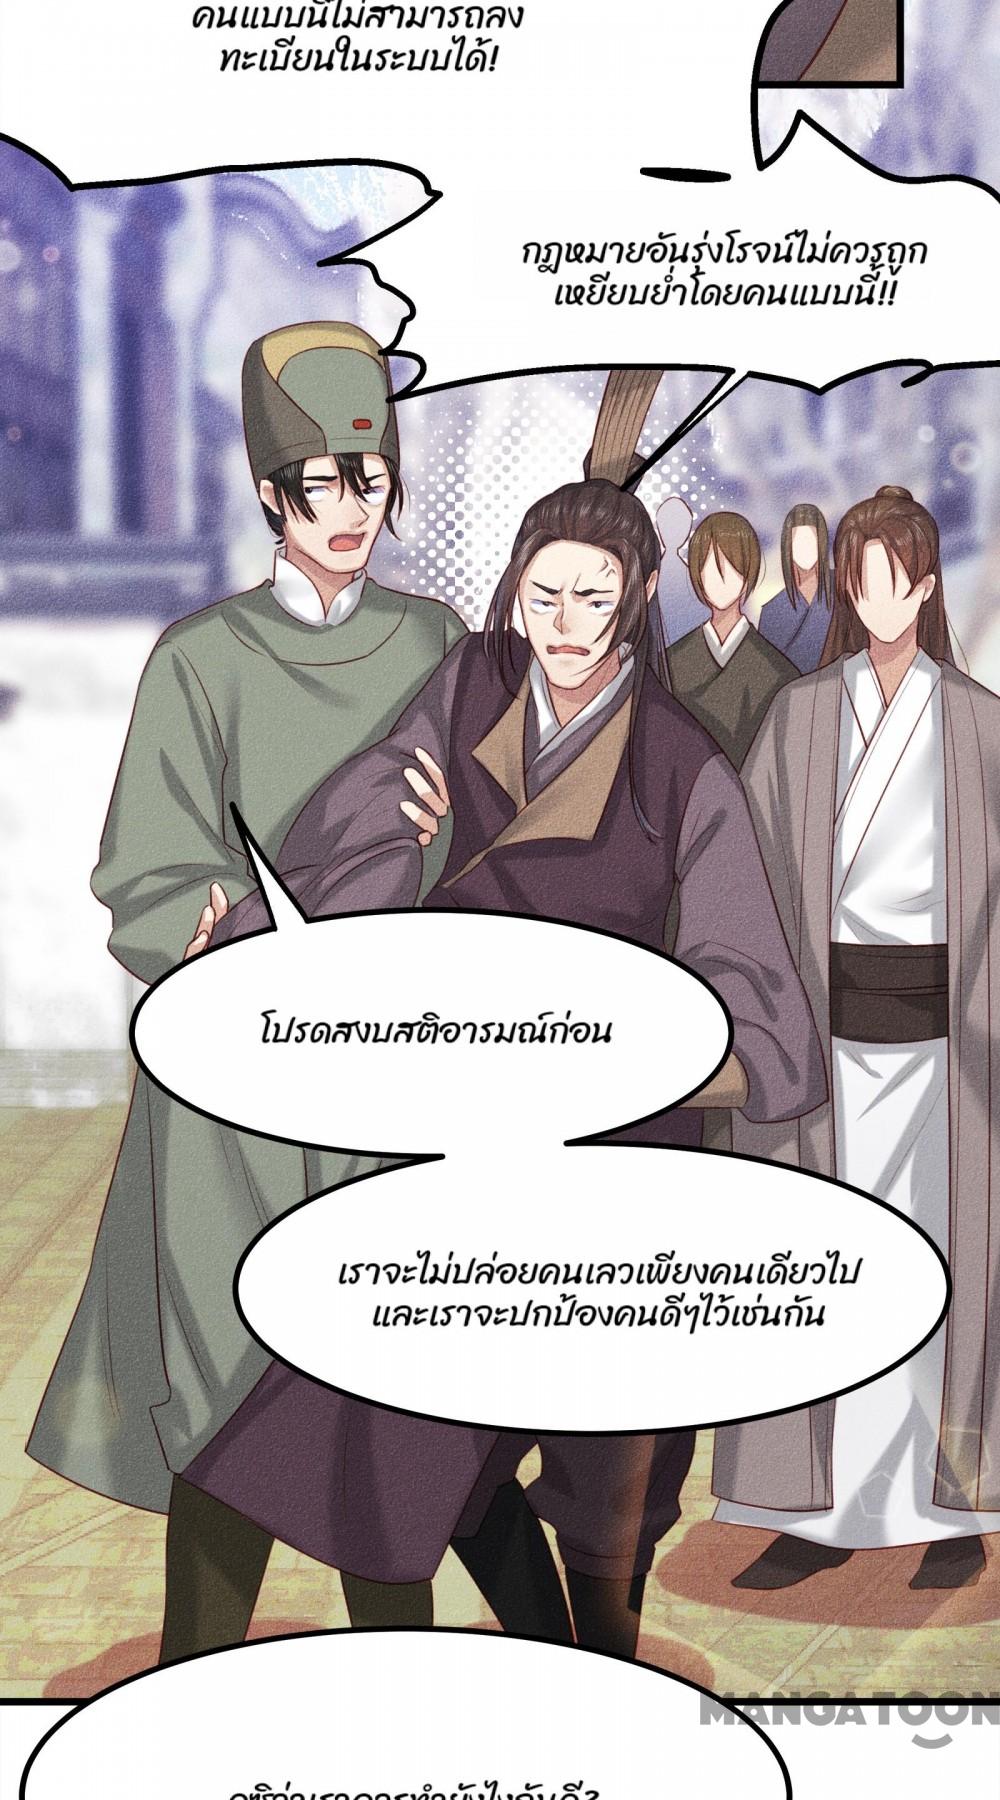 คนแบบนี้ไม่สามารถลง
ทะเบียนในระบบได้!
กฎหมายอันรุ่งโรจน์ไม่ควรถูก
เหยียบย่ำโดยคนแบบนี้!!
โปรดสงบสติอารมณ์ก่อน
เราจะไม่ปล่อยคนเลวเพียงคนเดียวไป
และเราจะปกป้องคนดีๆไว้เช่นกัน
MANGATOON